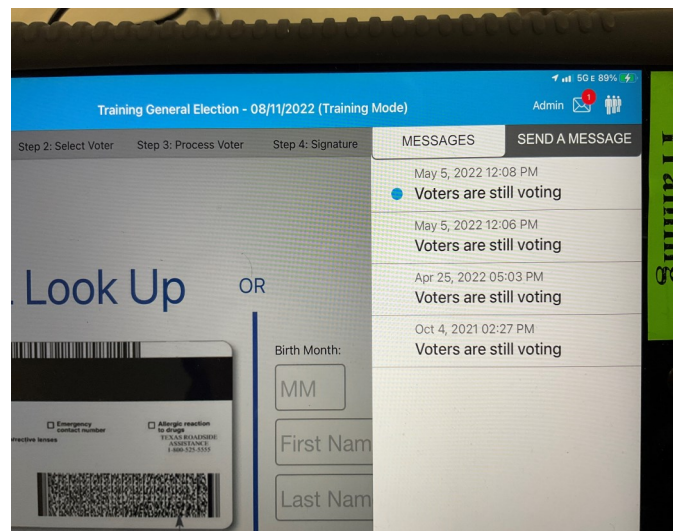 5G E 89%
Training General Election - 08/11/2022 (Training Mode)
Admin
1
Step 2: Select Voter
Step 3: Process Voter
Step 4: Signature
MESSAGES
SEND A MESSAGE
May 5, 2022 12:08 PM
Voters are still voting
May 5, 2022 12:06 PM
Voters are still voting
Apr 25, 2022 05:03 PM
Voters are still voting
Oct 4, 2021 02:27 PM
Voters are still voting
Look Up
OR
Birth Month:
MM
First Nam
Last Nam
Emergency
contact number
Allergic reaction
to drugs
ractive lenses
TEXAS ROADSIDE
ASSISTANCE
1-800-525-5555
Training